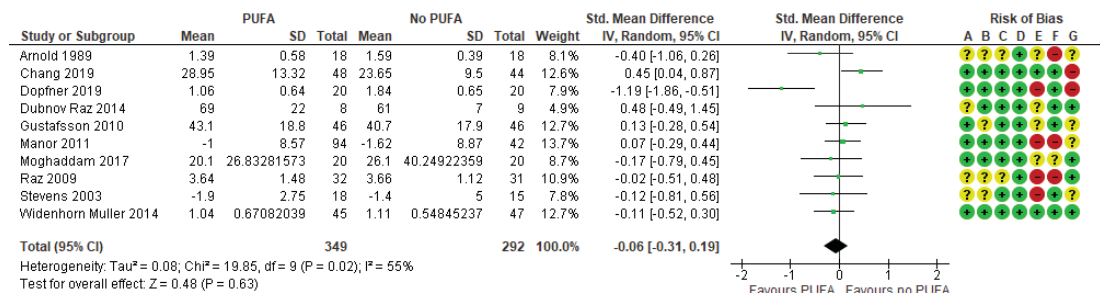 PUFA No PUFA Std. Mean Difference Std. Mean Difference Risk of Bias
Study or Subgroup Mean SD Total Mean SD Total Weight IV, Random, 95% CI IV, Random, 95% CI A B C D E F G
Arnold 1989 1.39 0.58 18 1.59 0.39 18 8.1% -0.40 [-1.06, 0.26] ? ? ? + ? - ?
Chang 2019 28.95 13.32 48 23.65 9.5 44 12.6% 0.45 [0.04, 0.87] + + + + + + -
Dopfner 2019 1.06 0.64 20 1.84 0.65 20 7.9% -1.19 [-1.86, -0.51] + + + + - + -
Dubnov Raz 2014 69 22 8 61 7 9 4.9% 0.48 [-0.49, 1.45] ? + + + ? + +
Gustafsson 2010 43.1 18.8 46 40.7 17.9 46 12.7% 0.13 [-0.28, 0.54] + ? + + ? + ?
Manor 2011 -1 8.57 94 -1.62 8.87 42 13.7% 0.07 [-0.29, 0.44] + + + + - - ?
Moghaddam 2017 20.1 26.83281573 20 26.1 40.24922359 20 8.7% -0.17 [-0.79, 0.45] + + + + ? ? +
Raz 2009 3.64 1.48 32 3.66 1.12 31 10.9% -0.02 [-0.51, 0.48] ? ? ? + - - +
Stevens 2003 -1.9 2.75 18 -1.4 5 15 7.8% -0.12 [-0.81, 0.56] ? + + + - + ?
Widenhorn Muller 2014 1.04 0.67082039 45 1.11 0.54845237 47 12.7% -0.11 [-0.52, 0.30] + + + + + + +
Total (95% CI) 349 292 100.0% -0.06 [-0.31, 0.19]
Heterogeneity: Tau² = 0.08; Chi² = 19.85, df = 9 (P = 0.02); I² = 55%
Test for overall effect: Z = 0.48 (P = 0.63)
-2 -1 0 1 2
Favours PUFA Favours no PUFA